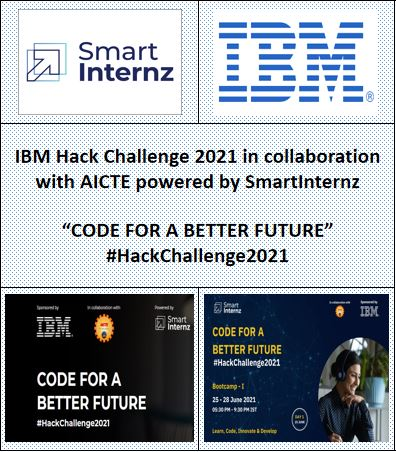 Smart
Internz
IBM®
IBM Hack Challenge 2021 in collaboration
with AICTE powered by SmartInternz
“CODE FOR A BETTER FUTURE”
#HackChallenge2021
Sponsored by
In collaboration with
Powered by
IBM
Smart
Internz
CODE FOR A
BETTER FUTURE
#HackChallenge2021
Smart
Internz
In collaboration with
Sponsored by
IBM
CODE FOR A
BETTER FUTURE
#HackChallenge2021
Bootcamp - I
25 - 28 June 2021
05:30 PM - 9:30 PM IST
DAY 1
25 JUNE
Learn, Code, Innovate & Develop